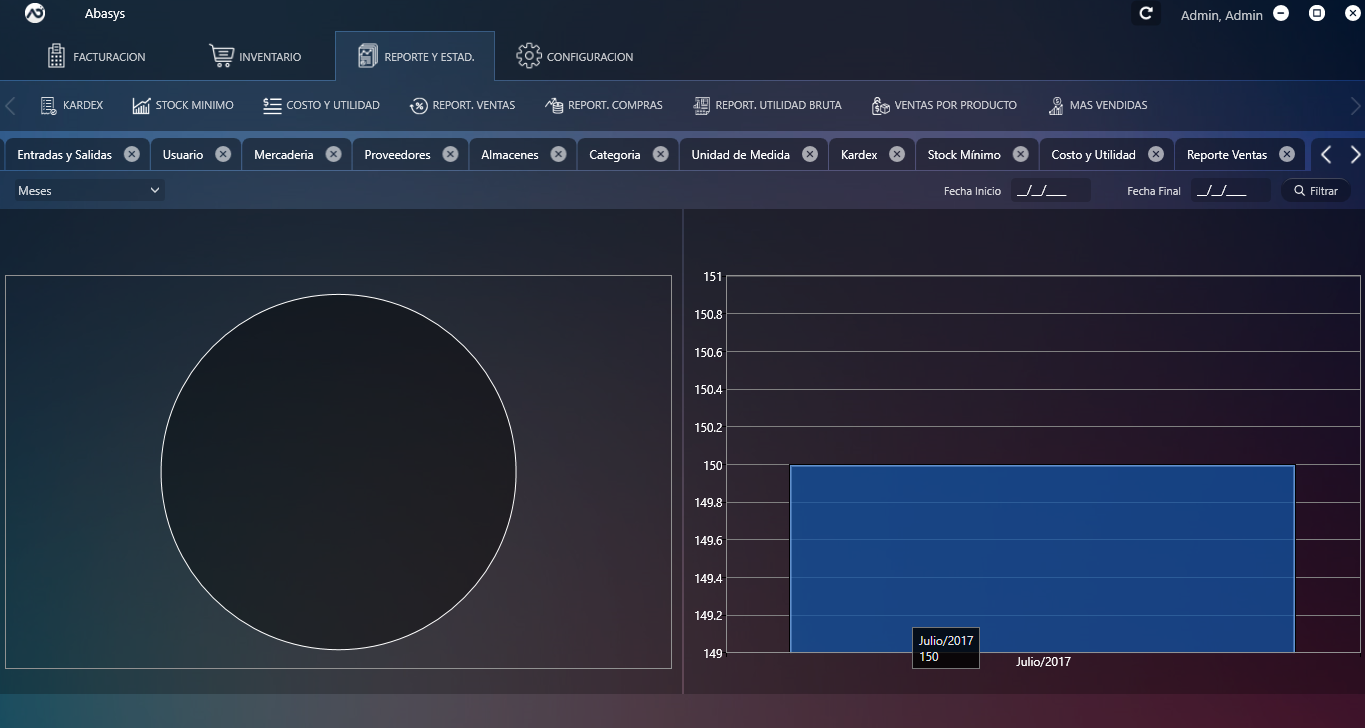 Abasys
Admin, Admin
FACTURACION
INVENTARIO
REPORTE Y ESTAD.
CONFIGURACION
KARDEX
STOCK MINIMO
COSTO Y UTILIDAD
REPORT. VENTAS
REPORT. COMPRAS
REPORT. UTILIDAD BRUTA
VENTAS POR PRODUCTO
MAS VENDIDAS
Entradas y Salidas
Usuario
Mercaderia
Proveedores
Almacenes
Categoria
Unidad de Medida
Kardex
Stock Mínimo
Costo y Utilidad
Reporte Ventas
Meses
Fecha Inicio
__/__/____
Fecha Final
__/__/____
Filtrar
151
150.8
150.6
150.4
150.2
150
149.8
149.6
149.4
149.2
149
Julio/2017
150
Julio/2017